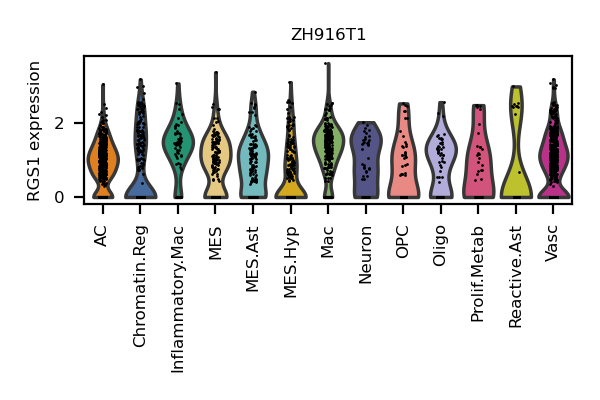 ZH916T1
RGS1 expression
2
0
AC
Chromatin.Reg
Inflammatory.Mac
MES
MES.Ast
MES.Hyp
Mac
Neuron
OPC
Oligo
Prolif.Metab
Reactive.Ast
Vasc